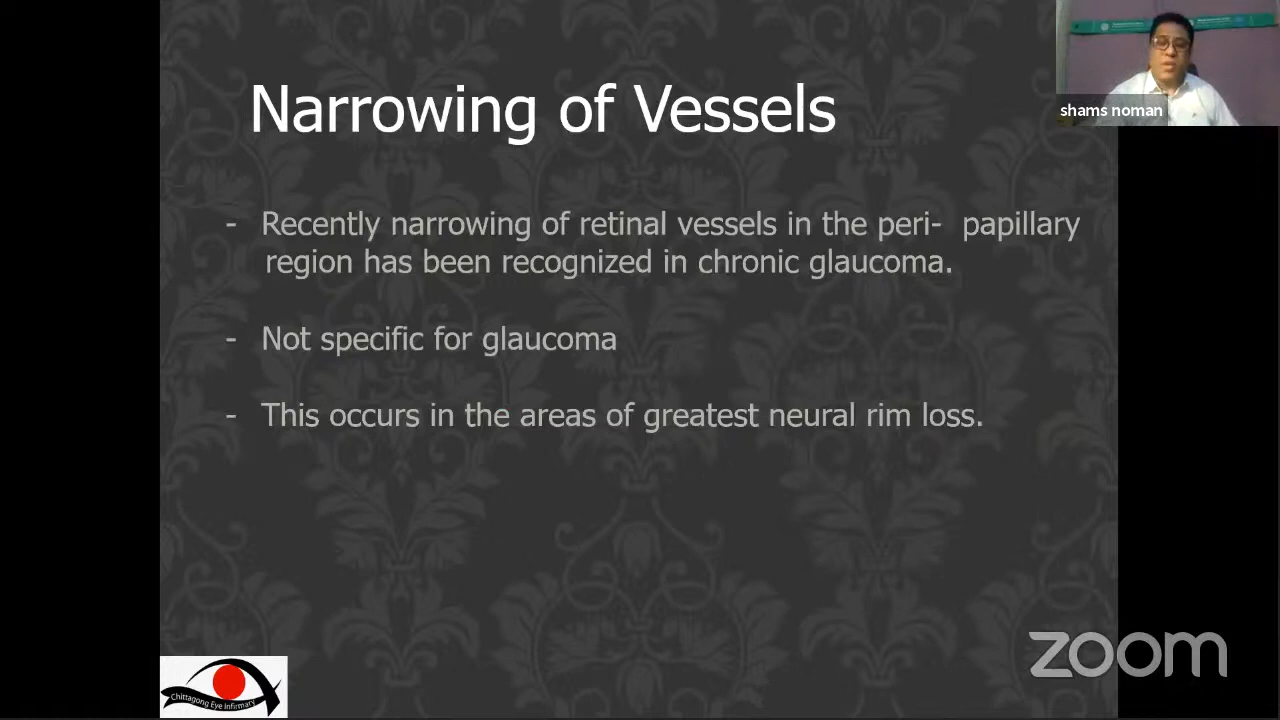 Narrowing of Vessels
shams noman
- Recently narrowing of retinal vessels in the peri- papillary
region has been recognized in chronic glaucoma.
- Not specific for glaucoma
- This occurs in the areas of greatest neural rim loss.
zoom
Chittagong Eye Infirmary